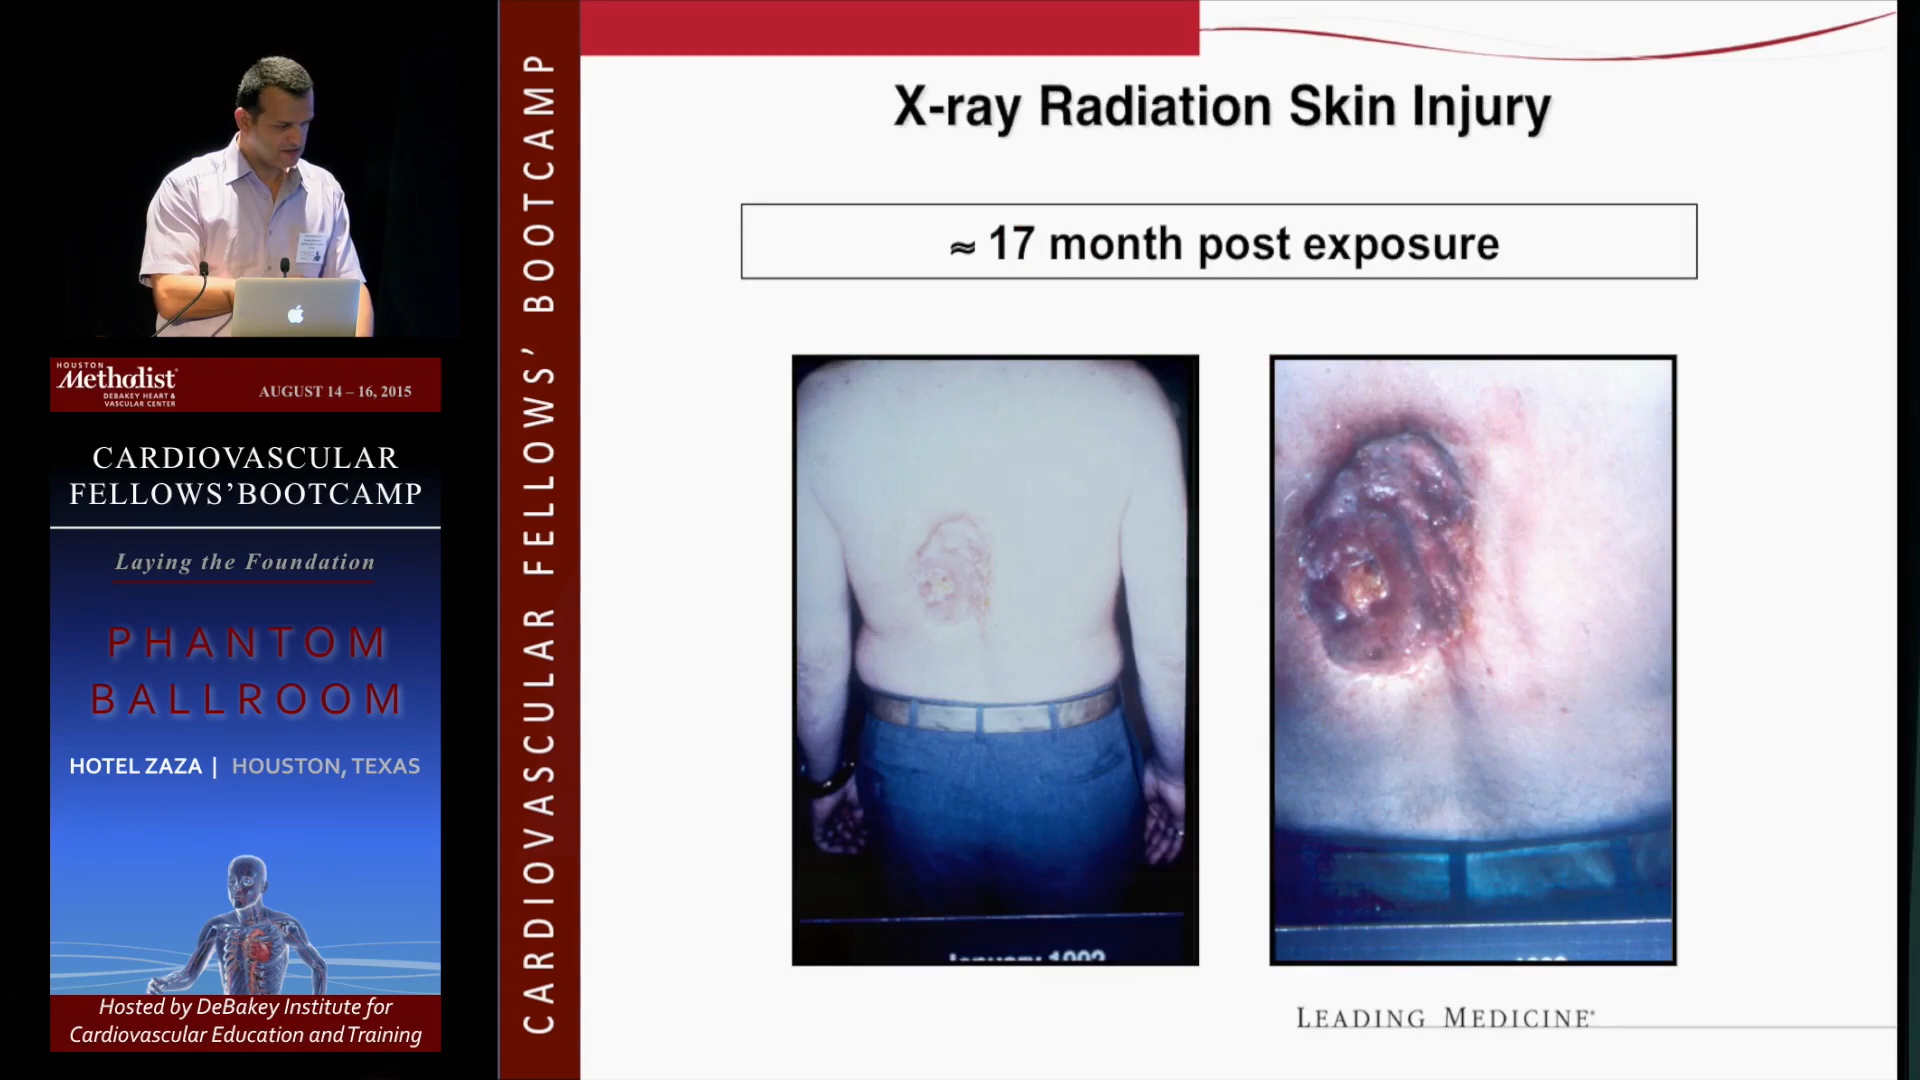 X-ray Radiation Skin Injury
≈ 17 month post exposure
LEADING MEDICINE®
CARDIOVASCULAR FELLOWS' BOOTCAMP
HOUSTON
Methodist®
DEBAKEY HEART &
VASCULAR CENTER
AUGUST 14 – 16, 2015
CARDIOVASCULAR
FELLOWS'BOOTCAMP
Laying the Foundation
PHANTOM
BALLROOM
HOTEL ZAZA | HOUSTON, TEXAS
Hosted by DeBakey Institute for
Cardiovascular Education and Training